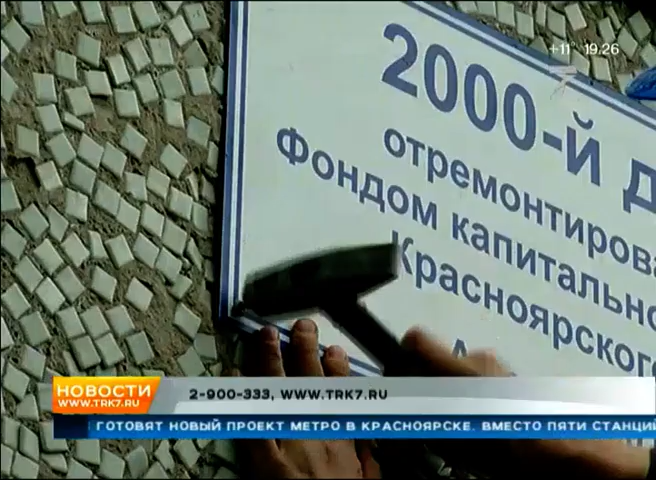 +11° 19.26
2000-й
отремонтирова
Фондом капитально
Красноярског
НОВОСТИ
WWW.TRK7.RU
2-900-333, WWW.TRK7.RU
ГОТОВЯТ НОВЫЙ ПРОЕКТ МЕТРО В КРАСНОЯРСКЕ. ВМЕСТО ПЯТИ СТАНЦИЙ